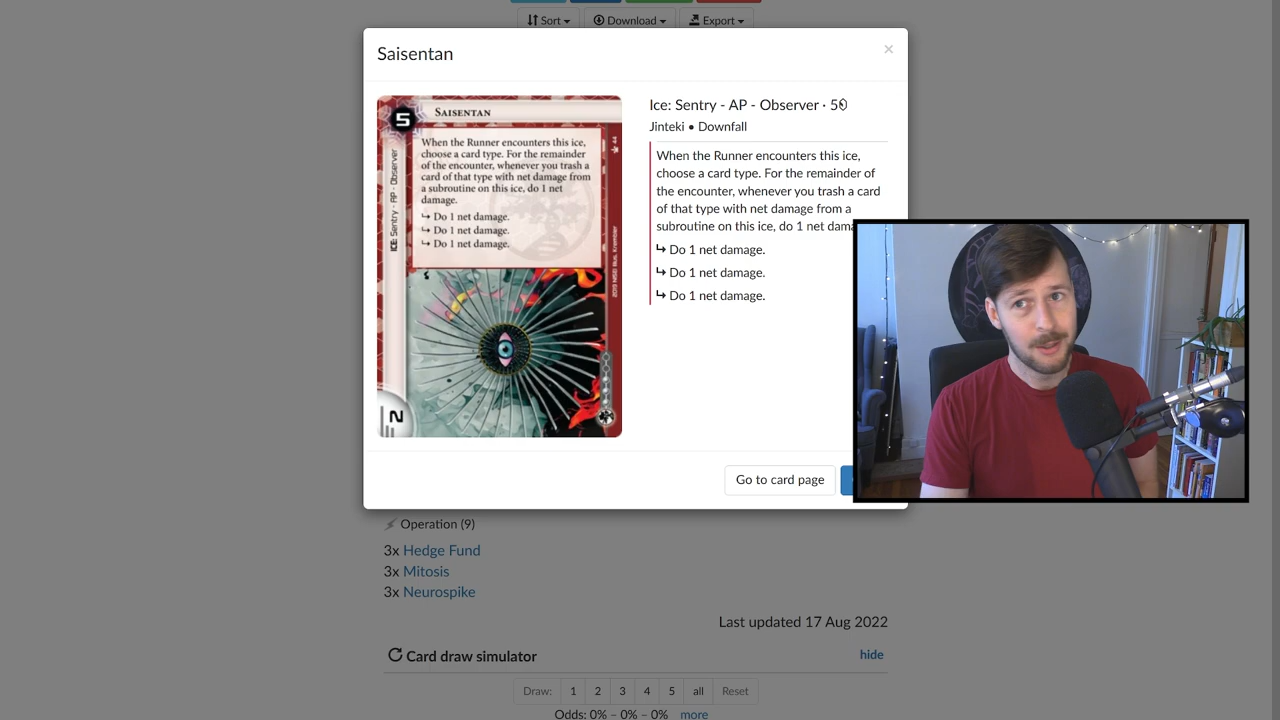 Sort
Download
Export
Saisentan
×
5
SAISENTAN
When the Runner encounters this ice,
choose a card type. For the remainder
of the encounter, whenever you trash a
card of that type with net damage from
a subroutine on this ice, do 1 net
damage.
↳ Do 1 net damage.
↳ Do 1 net damage.
↳ Do 1 net damage.
ICE: Sentry - AP - Observer
44
Ice: Sentry - AP - Observer · 5
Jinteki • Downfall
When the Runner encounters this ice,
choose a card type. For the remainder of
the encounter, whenever you trash a card
of that type with net damage from a
subroutine on this ice, do 1 net dama
↳ Do 1 net damage.
↳ Do 1 net damage.
↳ Do 1 net damage.
Go to card page
Operation (9)
3x Hedge Fund
3x Mitosis
3x Neurospike
Last updated 17 Aug 2022
Card draw simulator
hide
Draw: 1 2 3 4 5 all Reset
Odds: 0% – 0% – 0% more